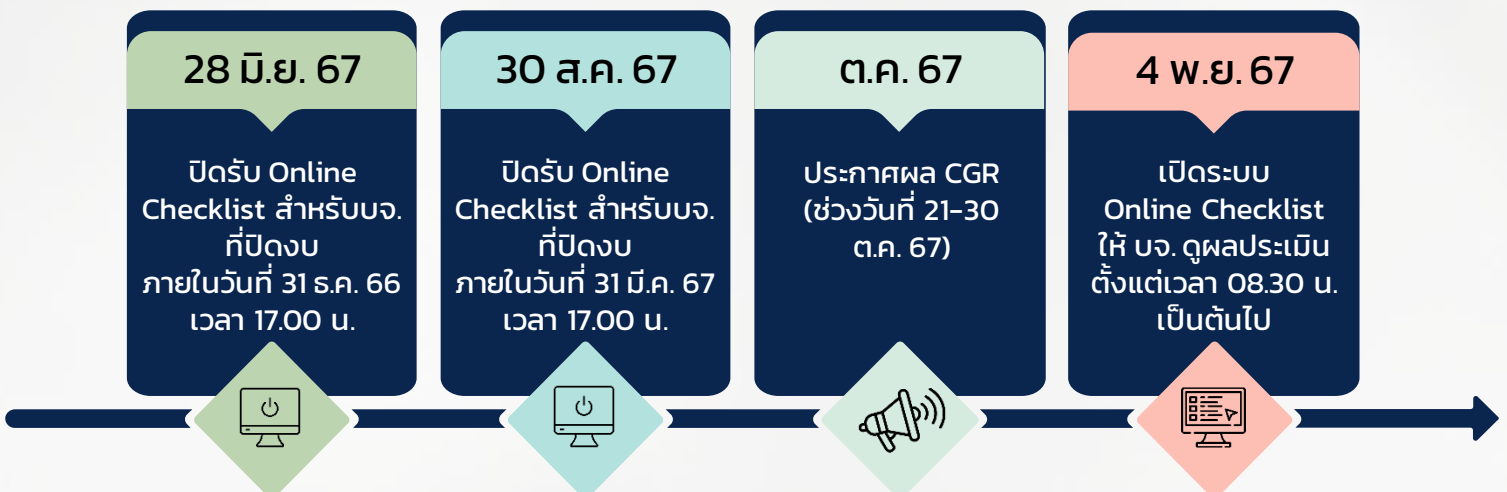 28 มิ.ย. 67
ปิดรับ Online
Checklist สำหรับบจ.
ที่ปิดงบ
ภายในวันที่ 31 ธ.ค. 66
เวลา 17.00 น.
30 ส.ค. 67
ปิดรับ Online
Checklist สำหรับบจ.
ที่ปิดงบ
ภายในวันที่ 31 มี.ค. 67
เวลา 17.00 น.
ต.ค. 67
ประกาศผล CGR
(ช่วงวันที่ 21-30
ต.ค. 67)
4 พ.ย. 67
เปิดระบบ
Online Checklist
ให้ บจ. ดูผลประเมิน
ตั้งแต่เวลา 08.30 น.
เป็นต้นไป